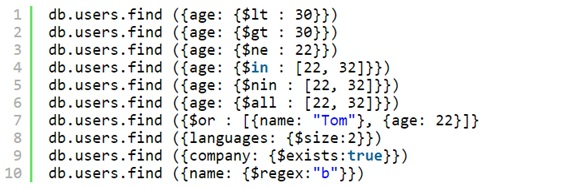 1 db.users.find ({age: {$lt : 30}})
2 db.users.find ({age: {$gt : 30}})
3 db.users.find ({age: {$ne : 22}})
4 db.users.find ({age: {$in : [22, 32]}})
5 db.users.find ({age: {$nin : [22, 32]}})
6 db.users.find ({age: {$all : [22, 32]}})
7 db.users.find ({$or : [{name: "Tom"}, {age: 22}]}
8 db.users.find ({languages: {$size:2}})
9 db.users.find ({company: {$exists:true}})
10 db.users.find ({name: {$regex:"b"}})